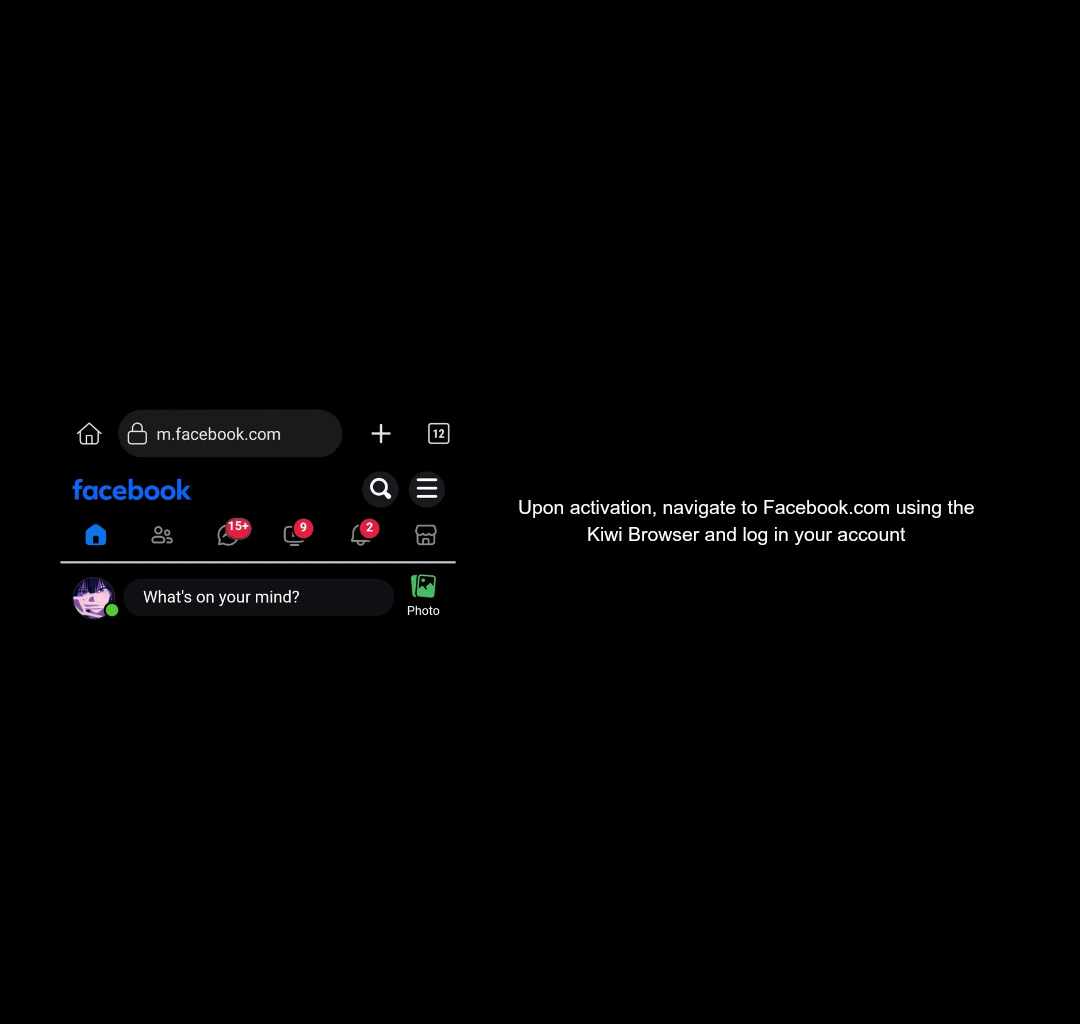 m.facebook.com
12
facebook
15+
9
2
What's on your mind?
Photo
Upon activation, navigate to Facebook.com using the
Kiwi Browser and log in your account